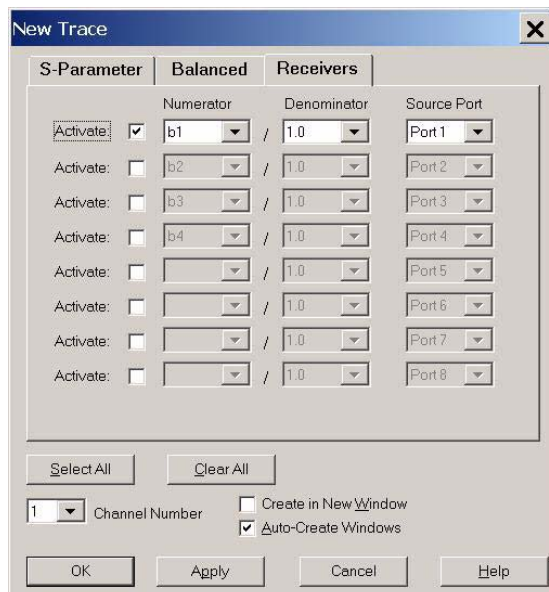 New Trace
S-Parameter Balanced Receivers
Numerator Denominator Source Port
Activate: b1 / 1.0 Port 1
Activate: b2 / 1.0 Port 2
Activate: b3 / 1.0 Port 3
Activate: b4 / 1.0 Port 4
Activate: / 1.0 Port 5
Activate: / 1.0 Port 6
Activate: / 1.0 Port 7
Activate: / 1.0 Port 8
Select All Clear All
1 Channel Number
Create in New Window
Auto-Create Windows
OK Apply Cancel Help